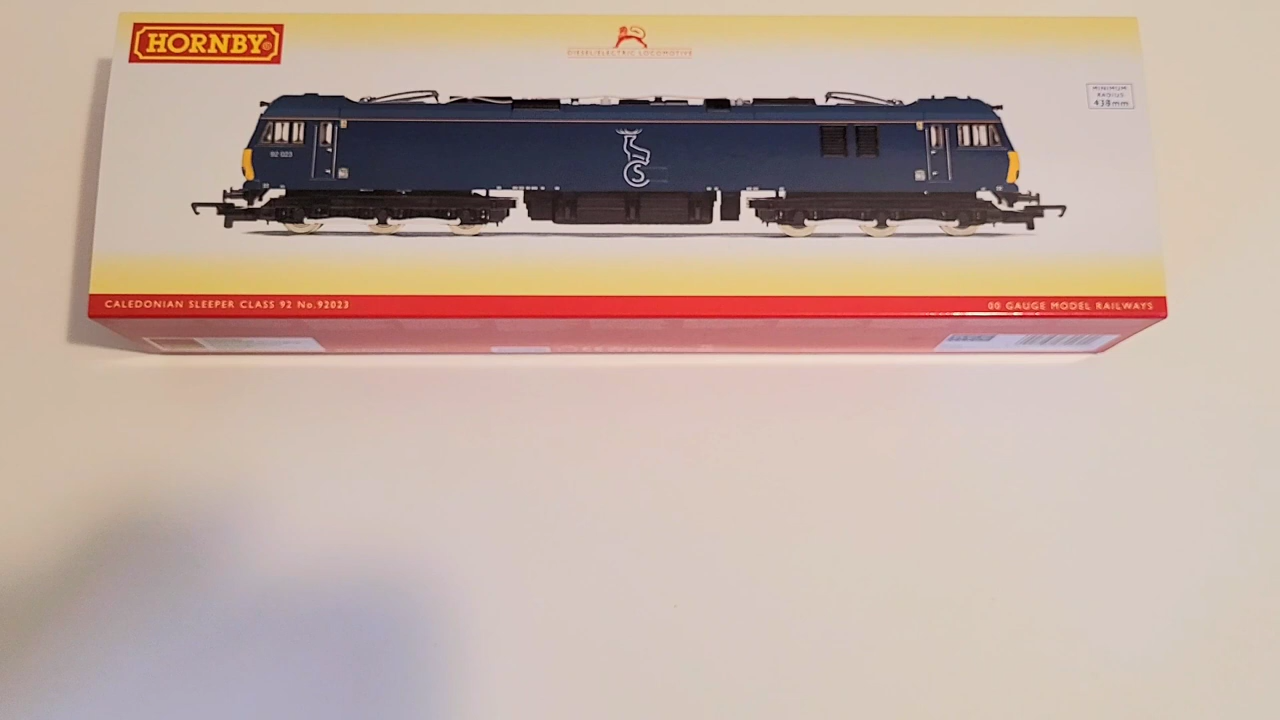 HORNBY®
DIESEL/ELECTRIC LOCOMOTIVE
MINIMUM
RADIUS
438mm
92 023
CS
CALEDONIAN SLEEPER CLASS 92 No.92023
00 GAUGE MODEL RAILWAYS